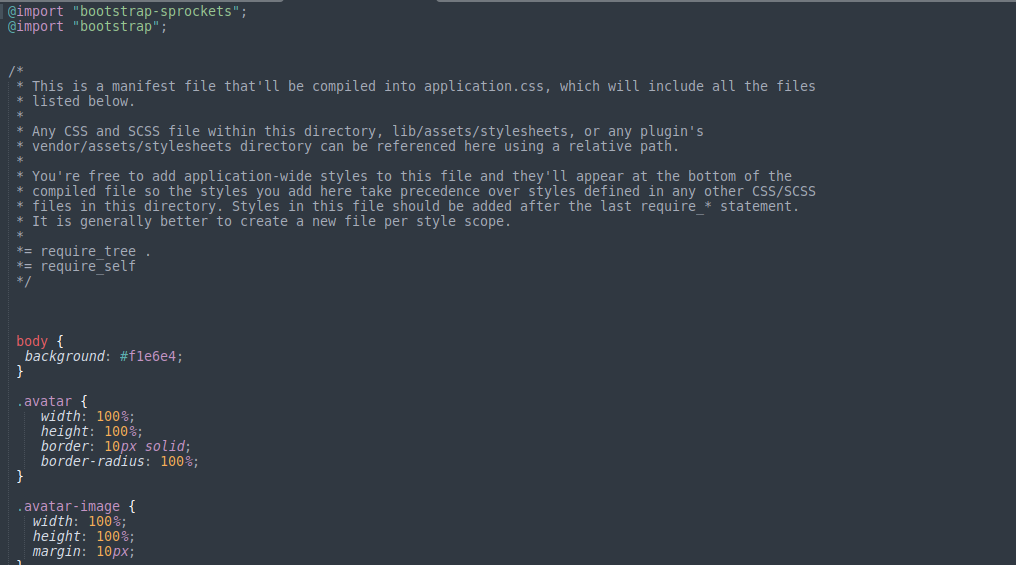 @import "bootstrap-sprockets";
@import "bootstrap";
/*
* This is a manifest file that'll be compiled into application.css, which will include all the files
* listed below.
*
* Any CSS and SCSS file within this directory, lib/assets/stylesheets, or any plugin's
* vendor/assets/stylesheets directory can be referenced here using a relative path.
*
* You're free to add application-wide styles to this file and they'll appear at the bottom of the
* compiled file so the styles you add here take precedence over styles defined in any other CSS/SCSS
* files in this directory. Styles in this file should be added after the last require_* statement.
* It is generally better to create a new file per style scope.
*
*= require_tree .
*= require_self
*/
body {
background: #f1e6e4;
}
.avatar {
width: 100%;
height: 100%;
border: 10px solid;
border-radius: 100%;
}
.avatar-image {
width: 100%;
height: 100%;
margin: 10px;
}